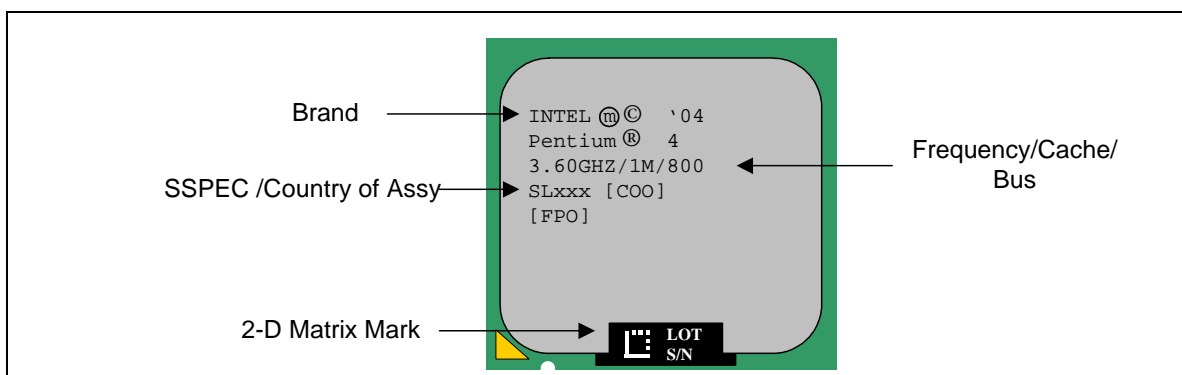 Brand
INTEL ⓜ© ‘04
Pentium® 4
3.60GHZ/1M/800
Frequency/Cache/
Bus
SSPEC /Country of Assy
SLxxx [COO]
[FPO]
2-D Matrix Mark
LOT
S/N